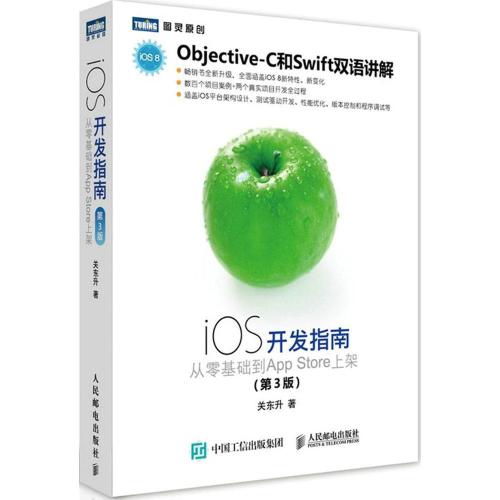 TURING
图灵原创
iOS 8
Objective-C和Swift双语讲解
• 畅销书全新升级，全面涵盖iOS 8新特性、新变化
• 数百个项目案例+两个真实项目开发全过程
• 涵盖iOS平台架构设计、测试驱动开发、性能优化、版本控制和程序调试等
iOS开发指南
从零基础到App Store上架
(第3版)
关东升 著
中国工信出版集团
人民邮电出版社
POSTS & TELECOM PRESS
TURING
iOS开发指南
从零基础到App Store上架
第3版
关东升 著
人民邮电出版社